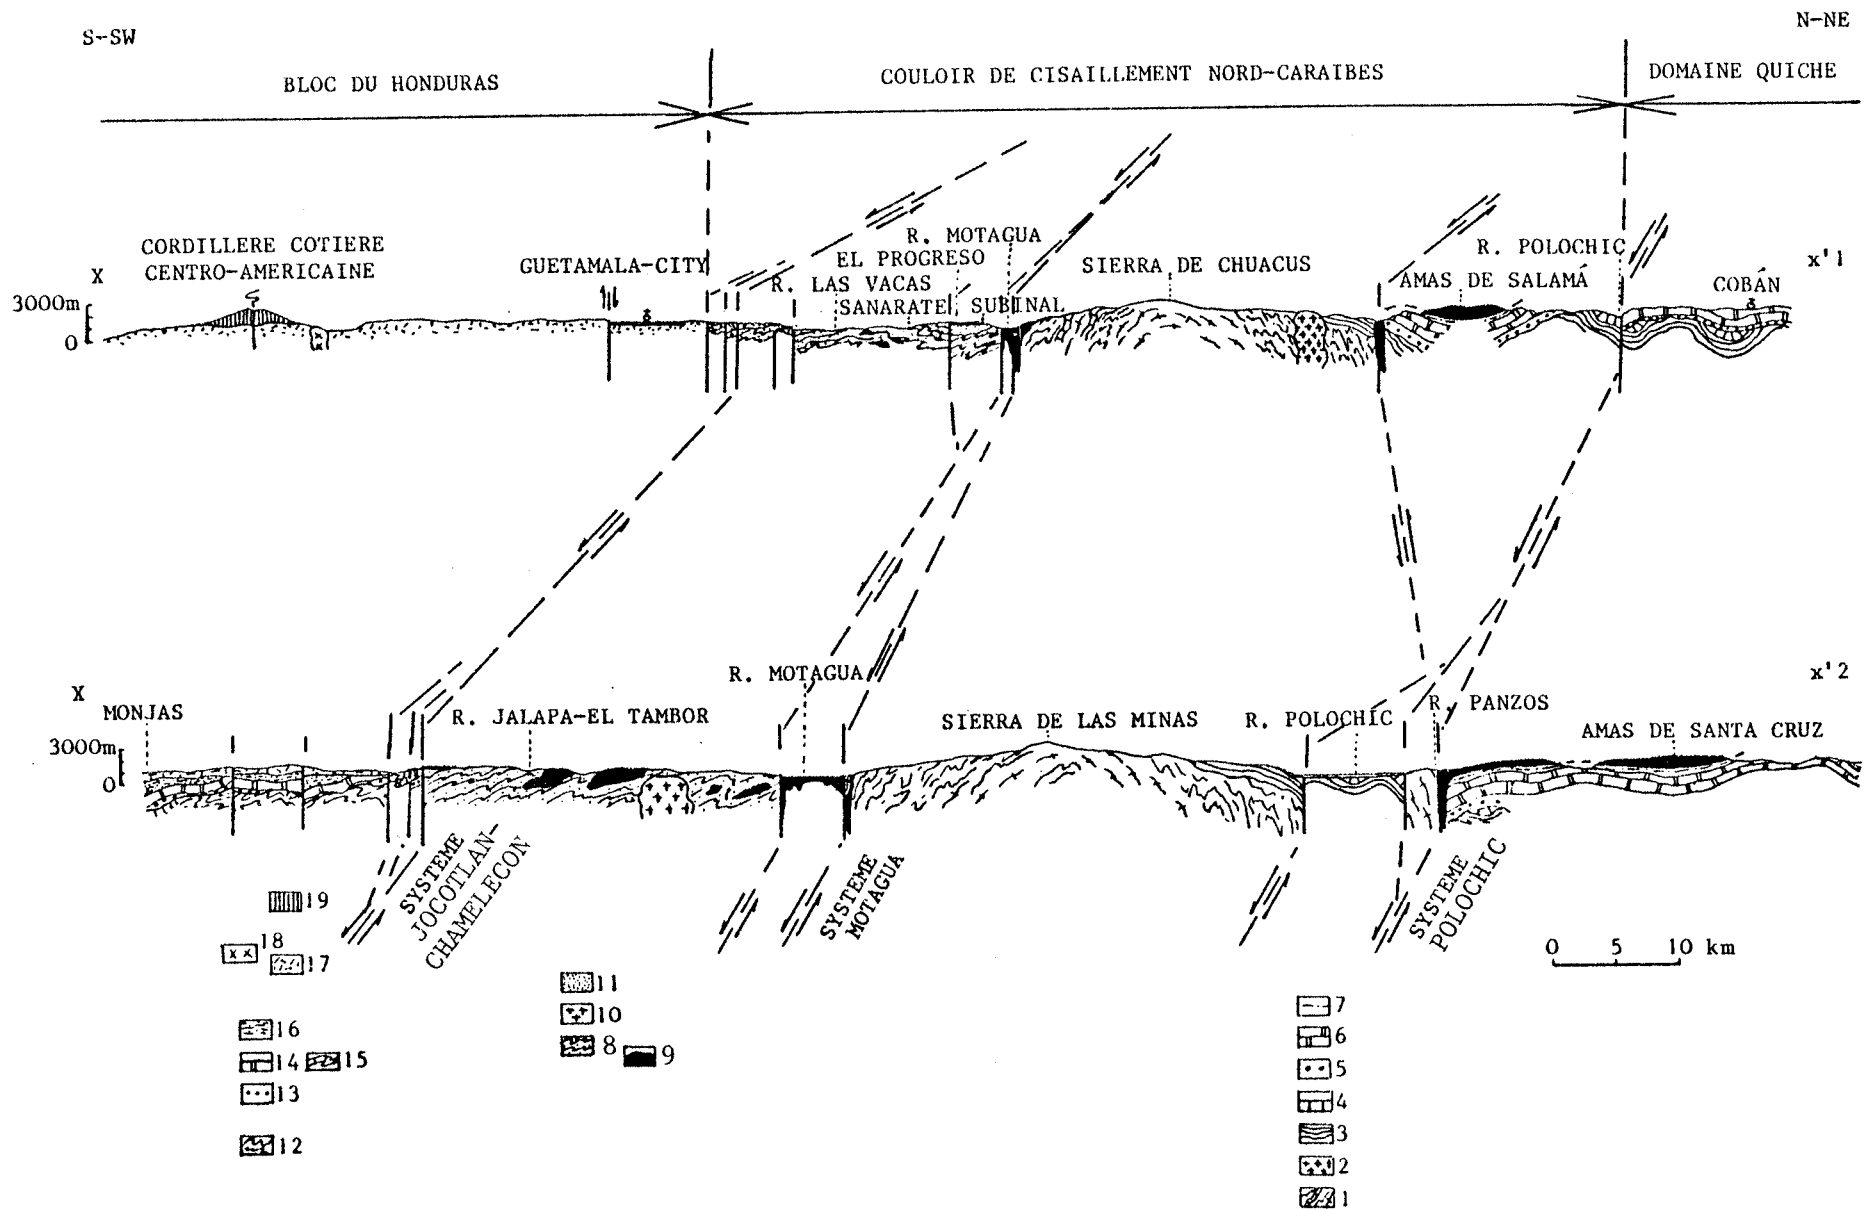 S-SW
N-NE
BLOC DU HONDURAS
COULOIR DE CISAILLEMENT NORD-CARAIBES
DOMAINE QUICHE
CORDILLERE COTIERE
CENTRO-AMERICAINE
GUETAMALA-CITY
R. LAS VACAS
SANARATE
EL PROGRESO
R. MOTAGUA
SUBINAL
SIERRA DE CHUACUS
AMAS DE SALAMÁ
R. POLOCHIC
COBÁN
X
x'1
3000m
0
X
x'2
MONJAS
R. JALAPA-EL TAMBOR
R. MOTAGUA
SIERRA DE LAS MINAS
R. POLOCHIC
R. PANZOS
AMAS DE SANTA CRUZ
3000m
0
SYSTEME
JOCOTLAN-
CHAMELECON
SYSTEME
MOTAGUA
SYSTEME
POLOCHIC
0 5 10 km
19
18
17
16
14 15
13
12
11
10
8 9
7
6
5
4
3
2
1
x x